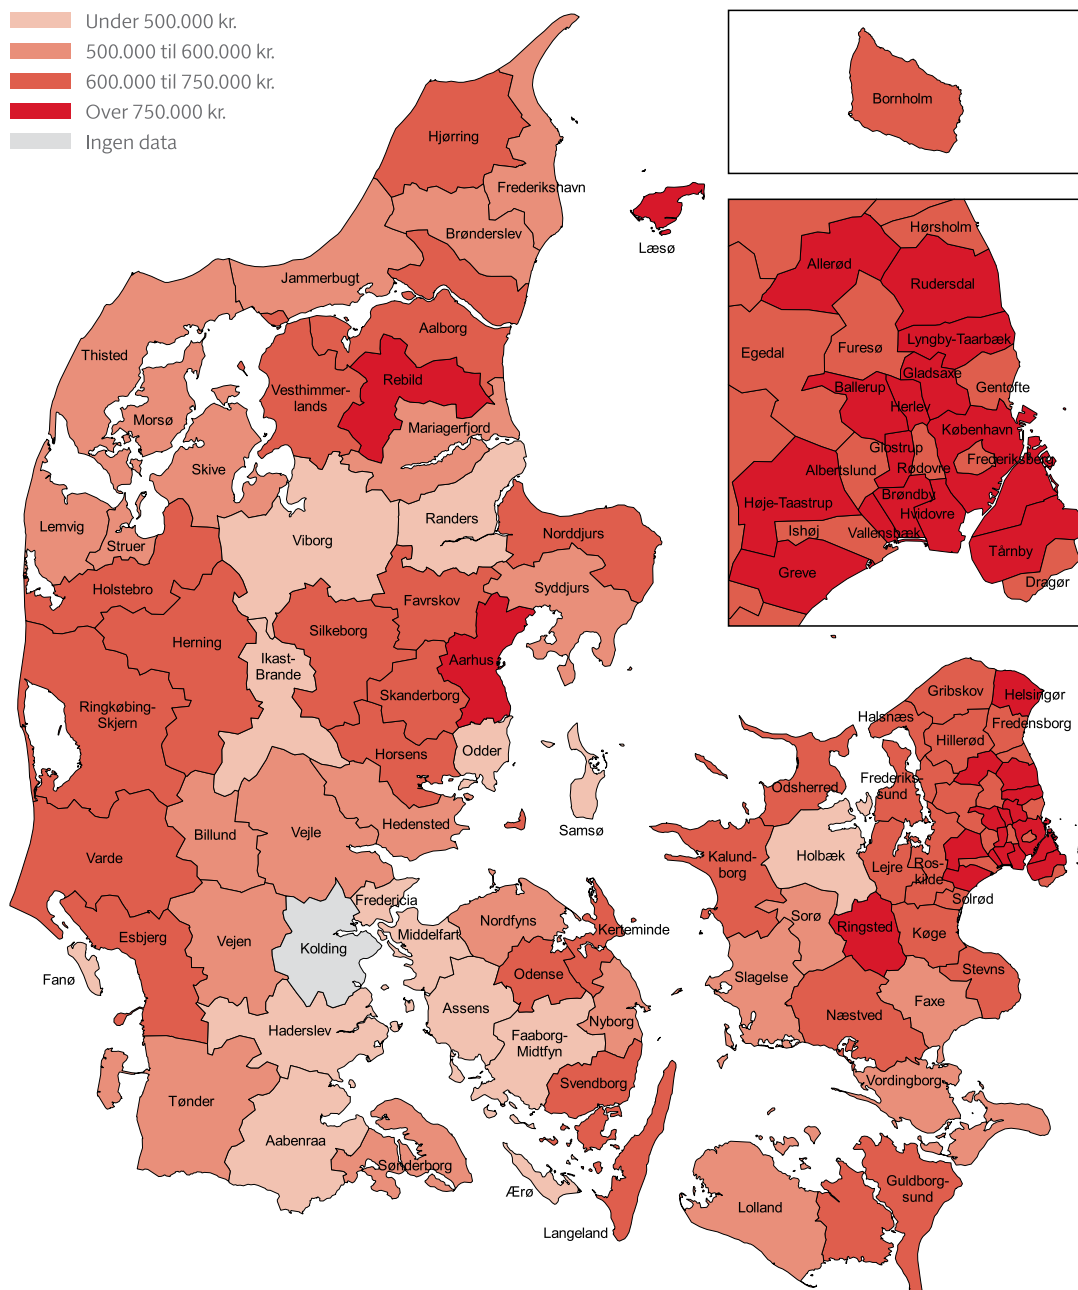 Under 500.000 kr.
500.000 til 600.000 kr.
600.000 til 750.000 kr.
Over 750.000 kr.
Ingen data
Bornholm
Hjørring
Frederikshavn
Brønderslev
Læsø
Jammerbugt
Aalborg
Thisted
Rebild
Vesthimmer-
lands
Morsø
Mariagerfjord
Skive
Lemvig
Struer
Viborg
Randers
Norddjurs
Holstebro
Favrskov
Syddjurs
Herning
Silkeborg
Ikast-
Brande
Aarhus
Skanderborg
Ringkøbing-
Skjern
Horsens
Odder
Samsø
Hedensted
Billund
Vejle
Varde
Fredericia
Esbjerg
Vejen
Kolding
Middelfart
Nordfyns
Kerteminde
Fanø
Odense
Assens
Nyborg
Haderslev
Faaborg-
Midtfyn
Svendborg
Tønder
Aabenraa
Sønderborg
Ærø
Langeland
Hørsholm
Allerød
Rudersdal
Lyngby-Taarbæk
Egedal
Furesø
Gladsaxe
Gentofte
Ballerup
Herlev
København
Glostrup
Frederiksberg
Albertslund
Rødovre
Høje-Taastrup
Brøndby
Hvidovre
Ishøj
Vallensbæk
Greve
Tårnby
Dragør
Gribskov
Helsingør
Halsnæs
Fredensborg
Hillerød
Frederiks-
sund
Odsherred
Holbæk
Kalund-
borg
Lejre
Ros-
kilde
Solrød
Sorø
Ringsted
Køge
Slagelse
Stevns
Næstved
Faxe
Vordingborg
Guldborg-
sund
Lolland